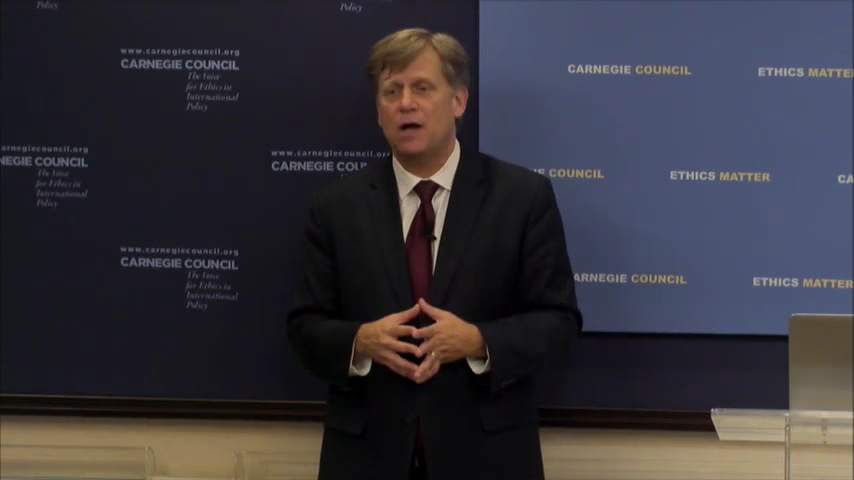 Policy
Policy
www.carnegiecouncil.org
CARNEGIE COUNCIL
The Voice
for Ethics in
International
Policy
www.carnegiecouncil.org
CARNEGIE COUNCIL
The Voice
for Ethics in
International
Policy
www.carnegiecouncil.org
CARNEGIE COU
www.carnegiecouncil.org
CARNEGIE COUNCIL
The Voice
for Ethics in
International
Policy
CARNEGIE COUNCIL
ETHICS MATTER
COUNCIL
ETHICS MATTER
CA
ARNEGIE COUNCIL
ETHICS MATTER